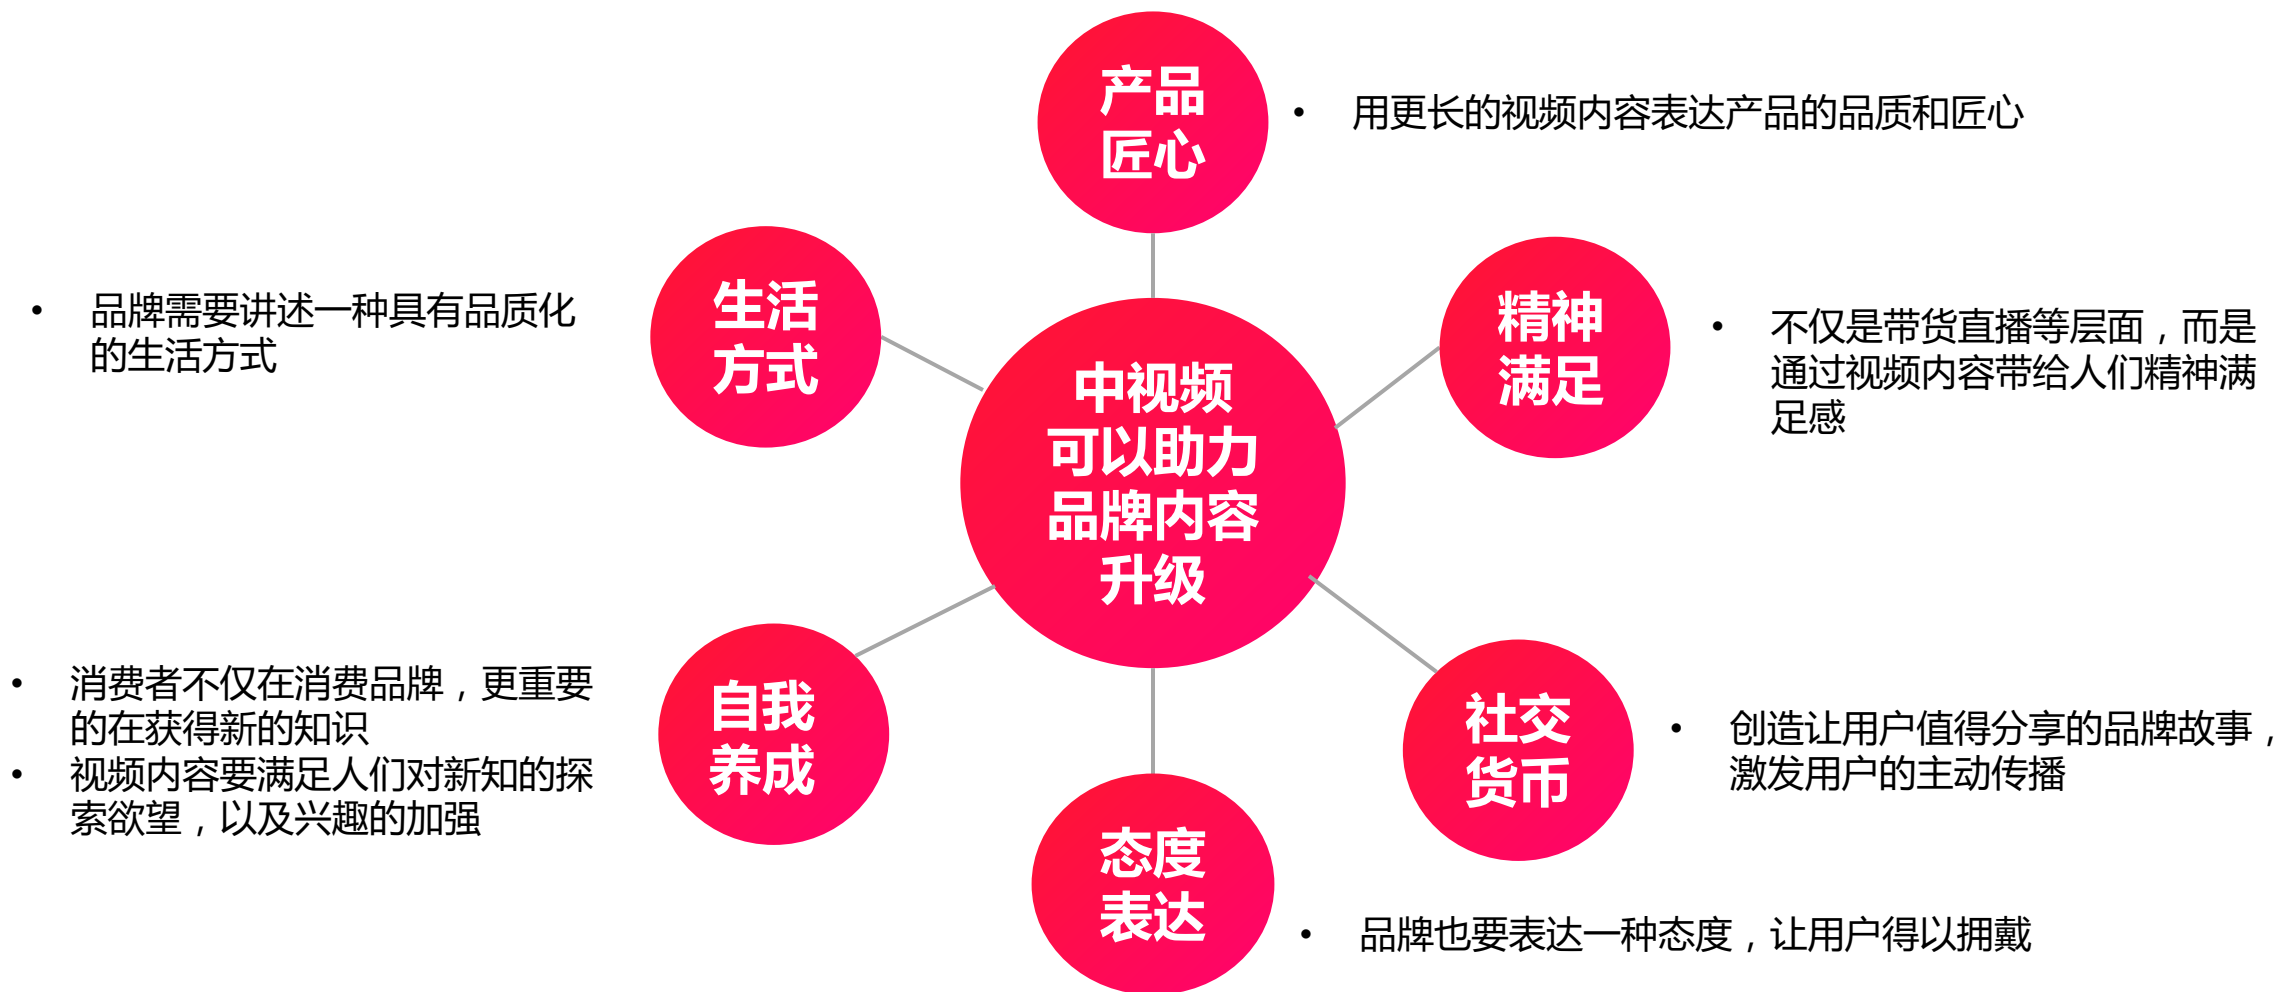 产品
匠心
• 用更长的视频内容表达产品的品质和匠心
生活
方式
• 品牌需要讲述一种具有品质化
的生活方式
精神
满足
• 不仅是带货直播等层面，而是
通过视频内容带给人们精神满
足感
中视频
可以助力
品牌内容
升级
自我
养成
• 消费者不仅在消费品牌，更重要
的在获得新的知识
• 视频内容要满足人们对新知的探
索欲望，以及兴趣的加强
社交
货币
• 创造让用户值得分享的品牌故事，
激发用户的主动传播
态度
表达
• 品牌也要表达一种态度，让用户得以拥戴